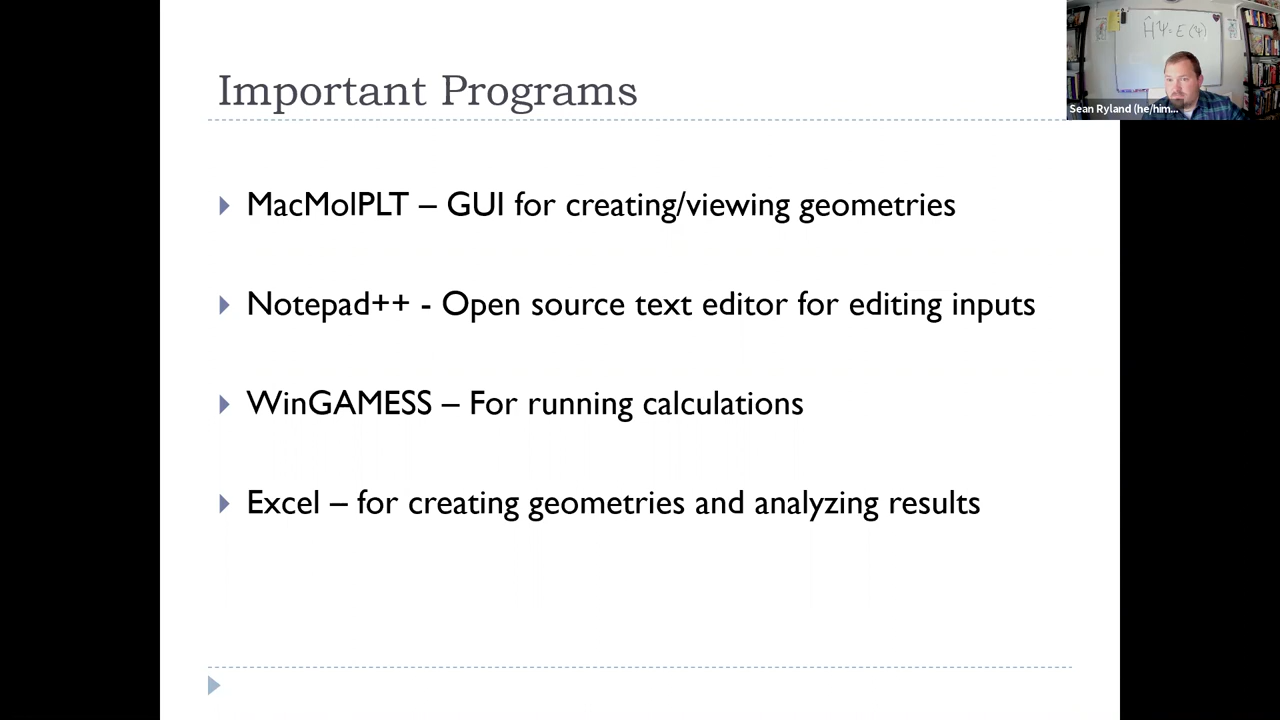 Important Programs
MacMolPLT – GUI for creating/viewing geometries
Notepad++ - Open source text editor for editing inputs
WinGAMESS – For running calculations
Excel – for creating geometries and analyzing results
ĤΨ=E(Ψ)
Sean Ryland (he/him...